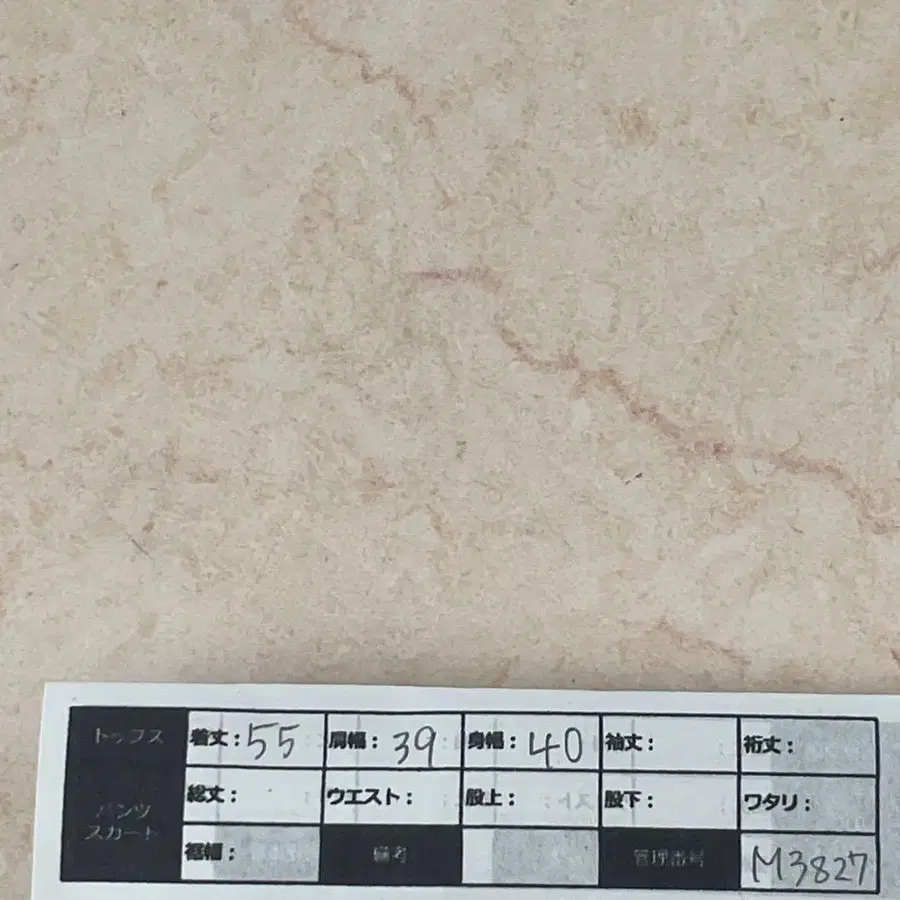 トップス 着丈：55 肩幅：39 身幅：40 袖丈： 裄丈：
パンツ 総丈： ウエスト： 股上： 股下： ワタリ：
スカート 裾幅： 備考 管理番号 M3827